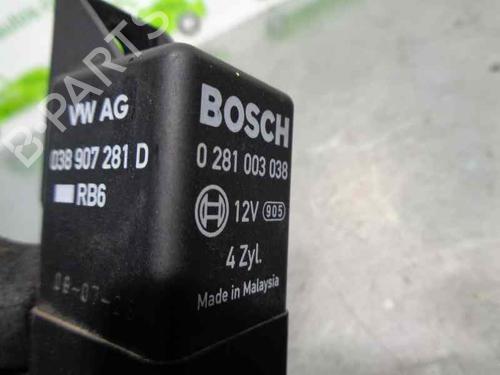 VW AG
038 907 281 D
RB6
BOSCH
0 281 003 038
12V 905
4 Zyl.
Made in Malaysia
B-PARTS